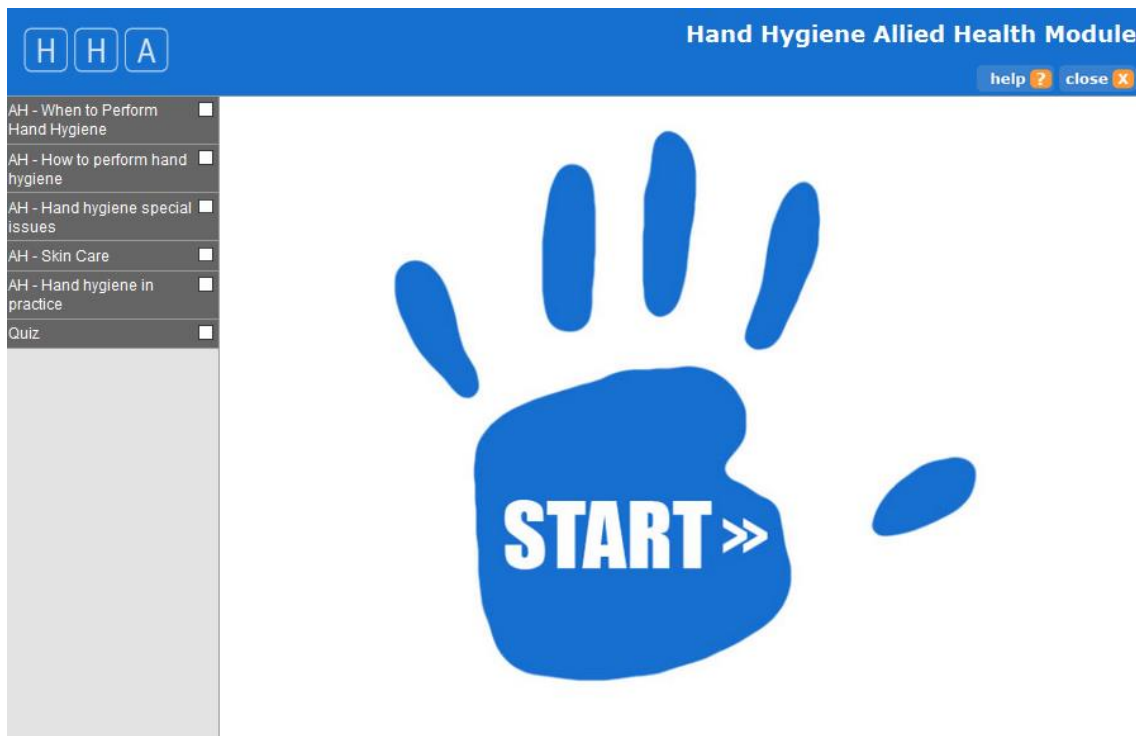 H H A
Hand Hygiene Allied Health Module
help ? close X
AH - When to Perform
Hand Hygiene
AH - How to perform hand
hygiene
AH - Hand hygiene special
issues
AH - Skin Care
AH - Hand hygiene in
practice
Quiz
START >>